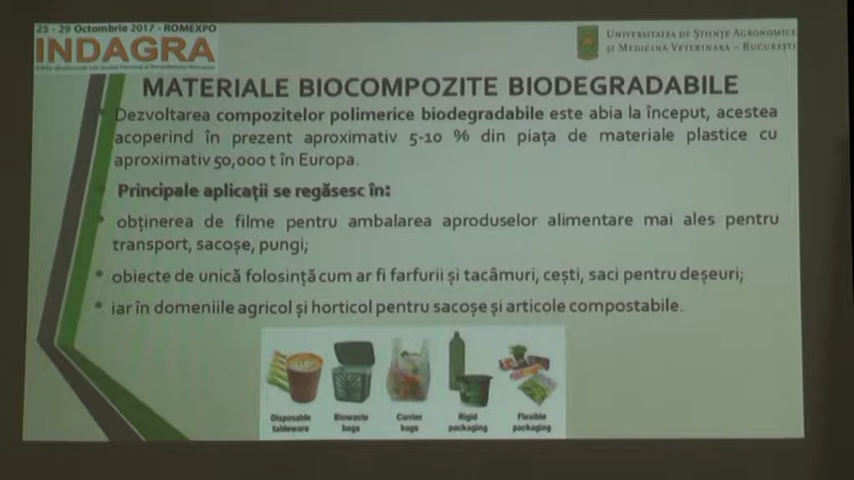 25 - 29 Octombrie 2017 - ROMEXPO
INDAGRA
UNIVERSITATEA DE ȘTIINȚE AGRONOMICE
ȘI MEDICINĂ VETERINARĂ – BUCUREȘTI
MATERIALE BIOCOMPOZITE BIODEGRADABILE
Dezvoltarea compozitelor polimerice biodegradabile este abia la început, acestea
acoperind în prezent aproximativ 5-10 % din piața de materiale plastice cu
aproximativ 50,000 t în Europa.
Principale aplicații se regăsesc în:
obținerea de filme pentru ambalarea aproduselor alimentare mai ales pentru
transport, sacoșe, pungi;
obiecte de unică folosință cum ar fi farfurii și tacâmuri, cești, saci pentru deșeuri;
iar în domeniile agricol și horticol pentru sacoșe și articole compostabile.
Disposable
tableware
Biowaste
bags
Carrier
bags
Rigid
packaging
Flexible
packaging